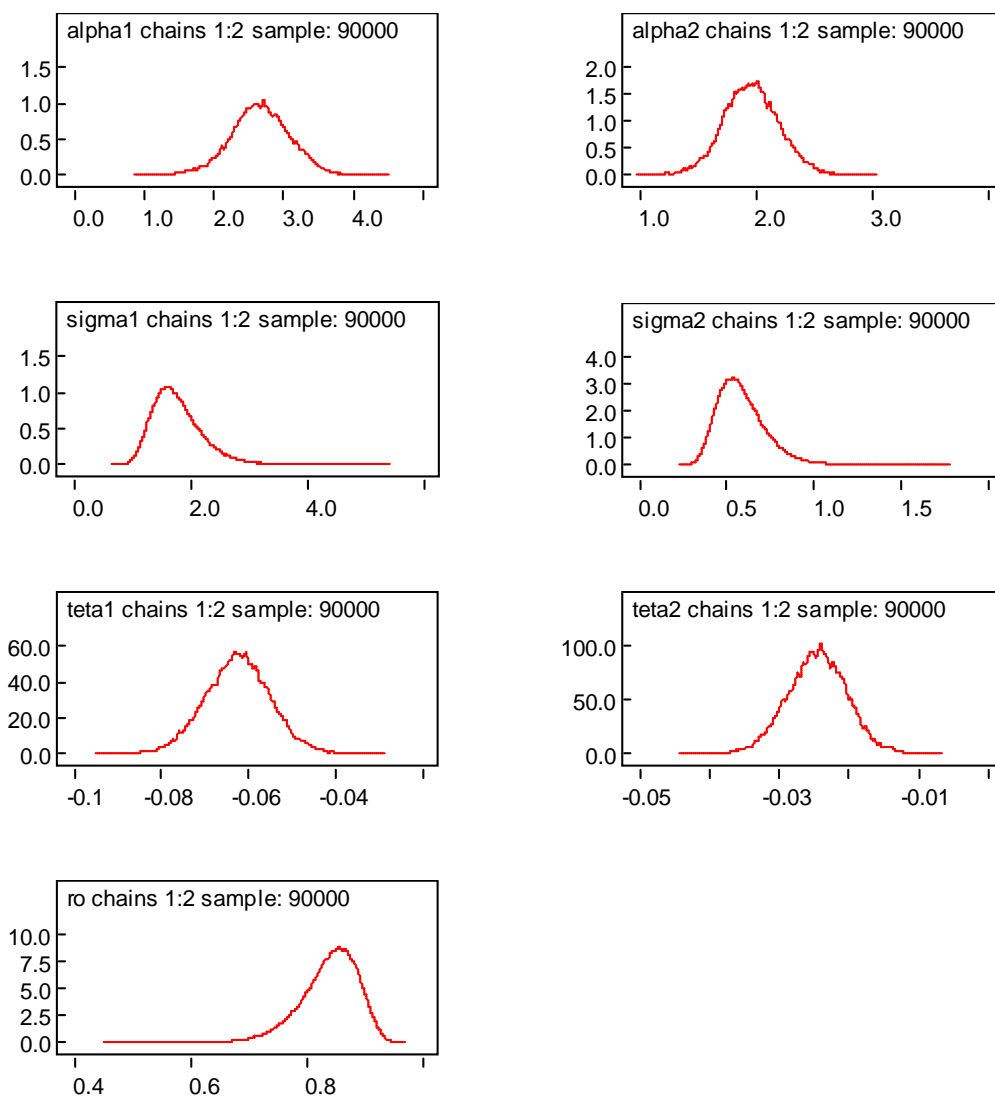 alpha1 chains 1:2 sample: 90000
1.5
1.0
0.5
0.0
0.0 1.0 2.0 3.0 4.0
alpha2 chains 1:2 sample: 90000
2.0
1.5
1.0
0.5
0.0
1.0 2.0 3.0
sigma1 chains 1:2 sample: 90000
1.5
1.0
0.5
0.0
0.0 2.0 4.0
sigma2 chains 1:2 sample: 90000
4.0
3.0
2.0
1.0
0.0
0.0 0.5 1.0 1.5
teta1 chains 1:2 sample: 90000
60.0
40.0
20.0
0.0
-0.1 -0.08 -0.06 -0.04
teta2 chains 1:2 sample: 90000
100.0
50.0
0.0
-0.05 -0.03 -0.01
ro chains 1:2 sample: 90000
10.0
7.5
5.0
2.5
0.0
0.4 0.6 0.8